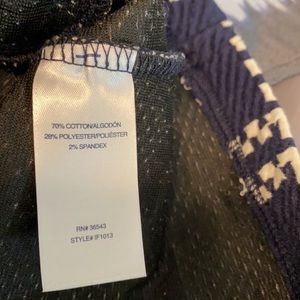 70% COTTON/ALGODÓN
28% POLYESTER/POLIÉSTER
2% SPANDEX
RN# 36543
STYLE# IF1013